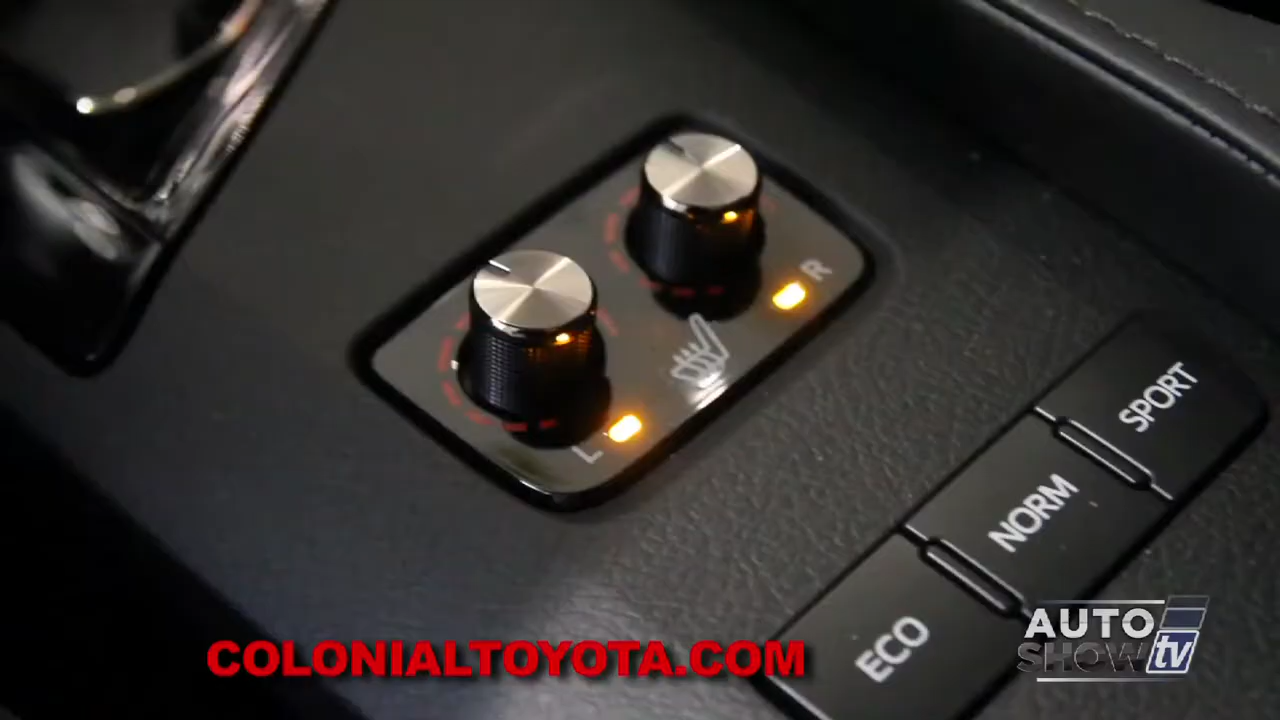 R
L
SPORT
NORM
ECO
COLONIALTOYOTA.COM
AUTO
SHOW tv